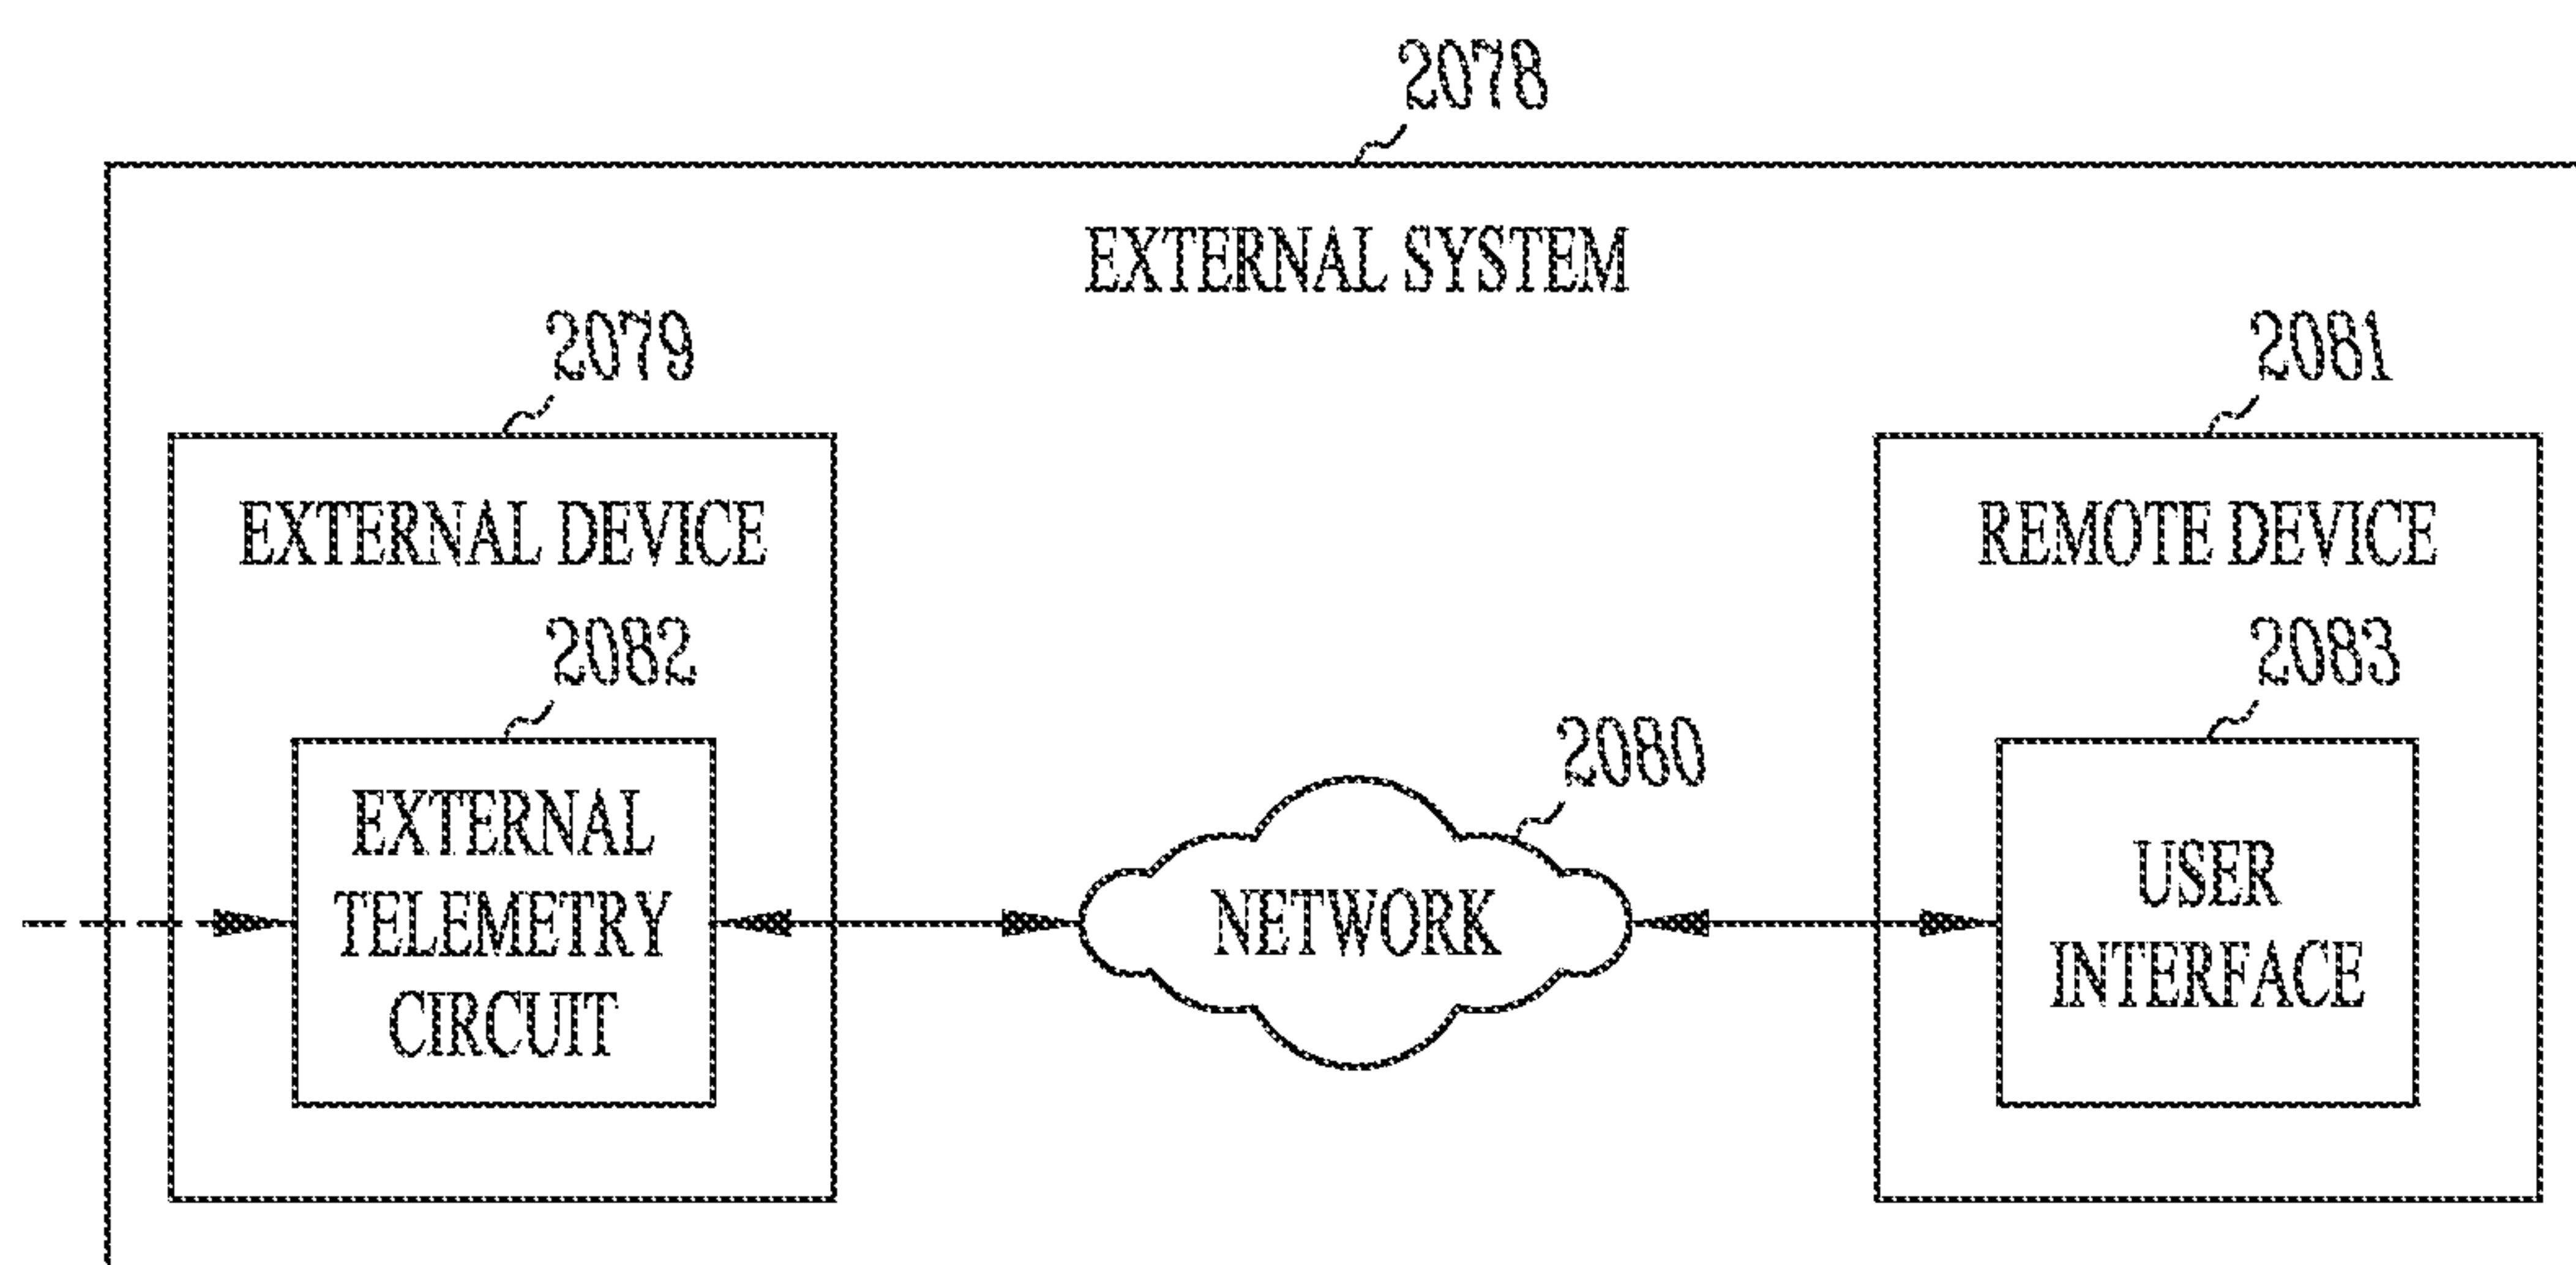 2078
EXTERNAL SYSTEM
2079
2081
EXTERNAL DEVICE
REMOTE DEVICE
2082
2083
2080
EXTERNAL
TELEMETRY
CIRCUIT
NETWORK
USER
INTERFACE